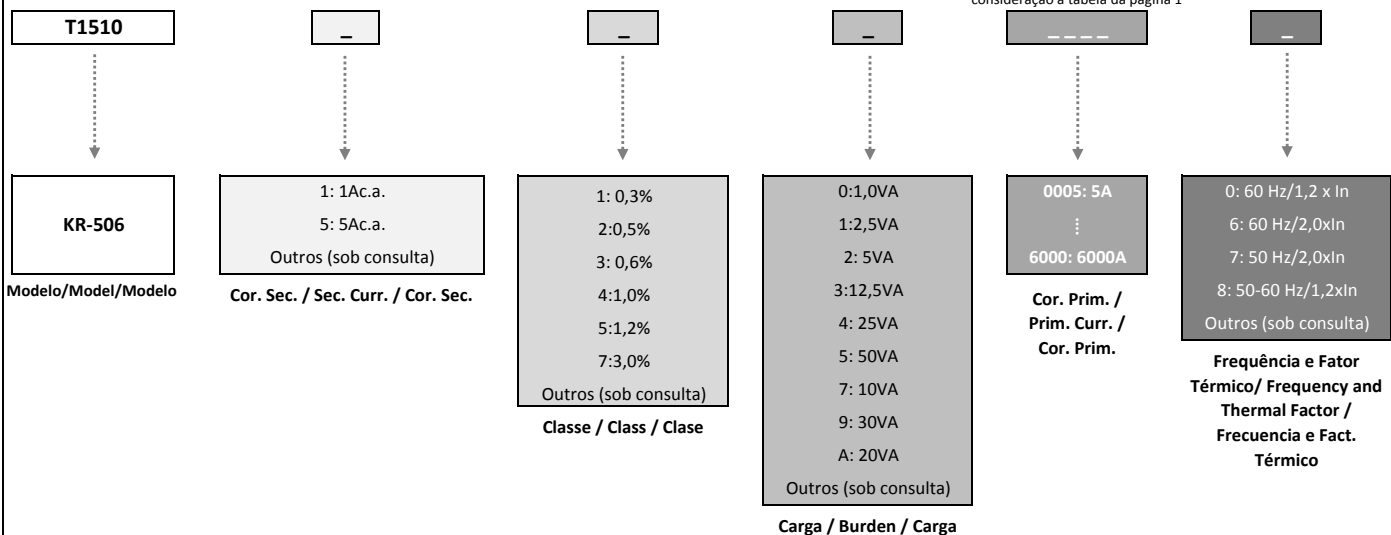 consideração a tabela da página 1
T1510
_
_
_
_ _ _ _
_
KR-506
Modelo/Model/Modelo
1: 1Ac.a.
5: 5Ac.a.
Outros (sob consulta)
Cor. Sec. / Sec. Curr. / Cor. Sec.
1: 0,3%
2:0,5%
3: 0,6%
4:1,0%
5:1,2%
7:3,0%
Outros (sob consulta)
Classe / Class / Clase
0:1,0VA
1:2,5VA
2: 5VA
3:12,5VA
4: 25VA
5: 50VA
7: 10VA
9: 30VA
A: 20VA
Outros (sob consulta)
Carga / Burden / Carga
0005: 5A
⁞
6000: 6000A
Cor. Prim. /
Prim. Curr. /
Cor. Prim.
0: 60 Hz/1,2 x In
6: 60 Hz/2,0xIn
7: 50 Hz/2,0xIn
8: 50-60 Hz/1,2xIn
Outros (sob consulta)
Frequência e Fator
Térmico/ Frequency and
Thermal Factor /
Frecuencia e Fact.
Térmico